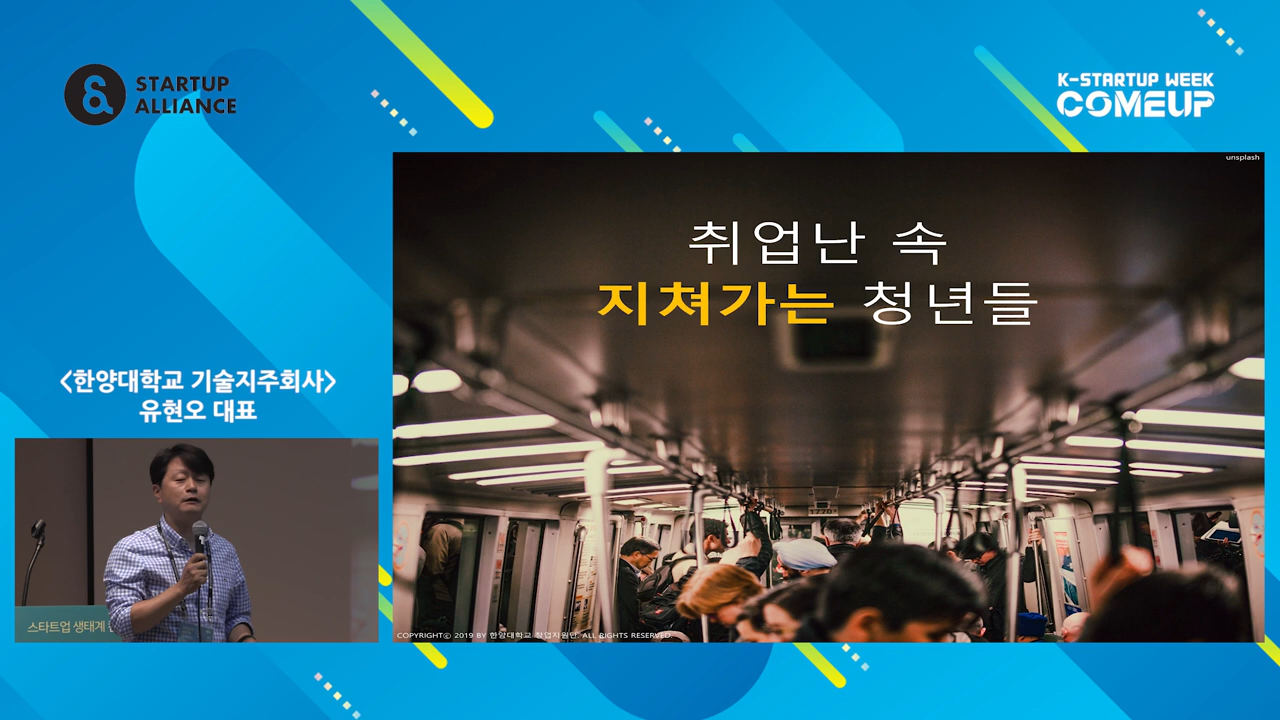 STARTUP
ALLIANCE
K-STARTUP WEEK
COMEUP
unsplash
취업난 속
지쳐가는 청년들
<한양대학교 기술지주회사>
유현오 대표
1270
스타트업 생태계
COPYRIGHTⓒ 2019 BY 한양대학교 창업지원단. ALL RIGHTS RESERVED.